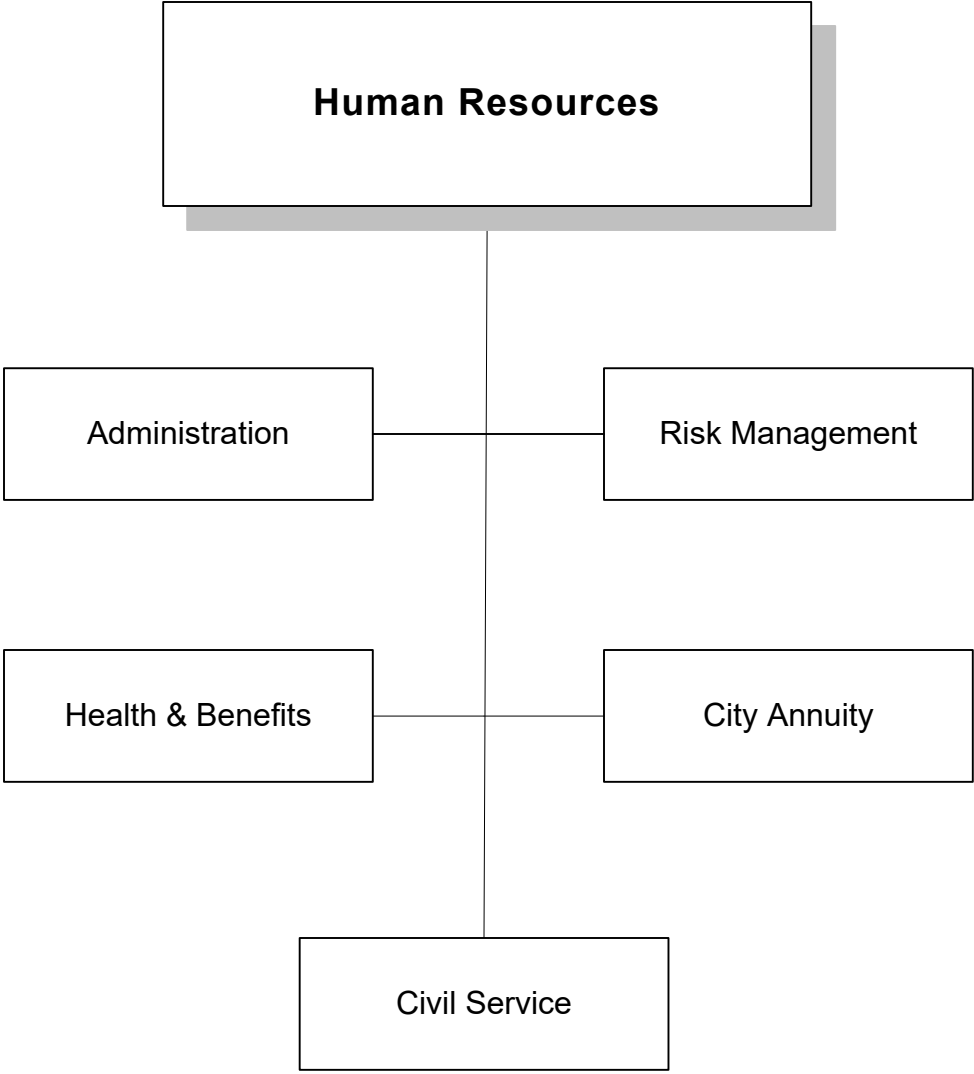 Human Resources
Administration
Risk Management
Health & Benefits
City Annuity
Civil Service